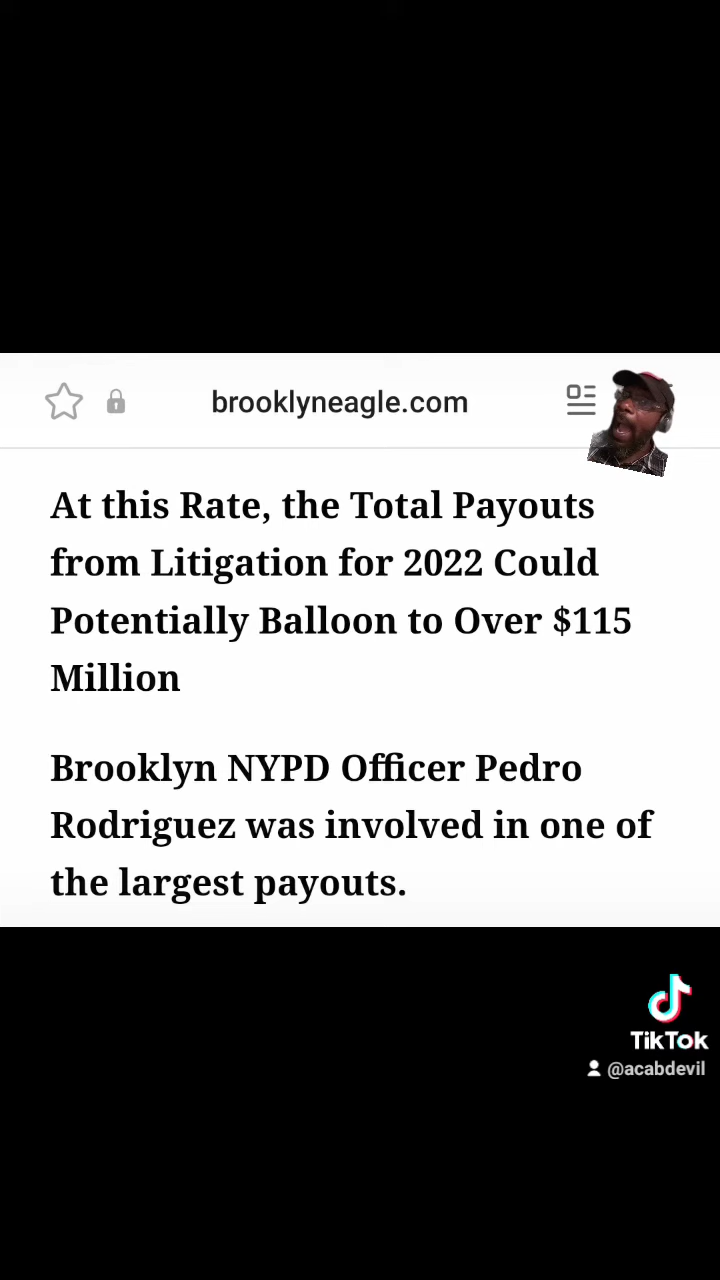 brooklyneagle.com
At this Rate, the Total Payouts
from Litigation for 2022 Could
Potentially Balloon to Over $115
Million
Brooklyn NYPD Officer Pedro
Rodriguez was involved in one of
the largest payouts.
TikTok
@acabdevil